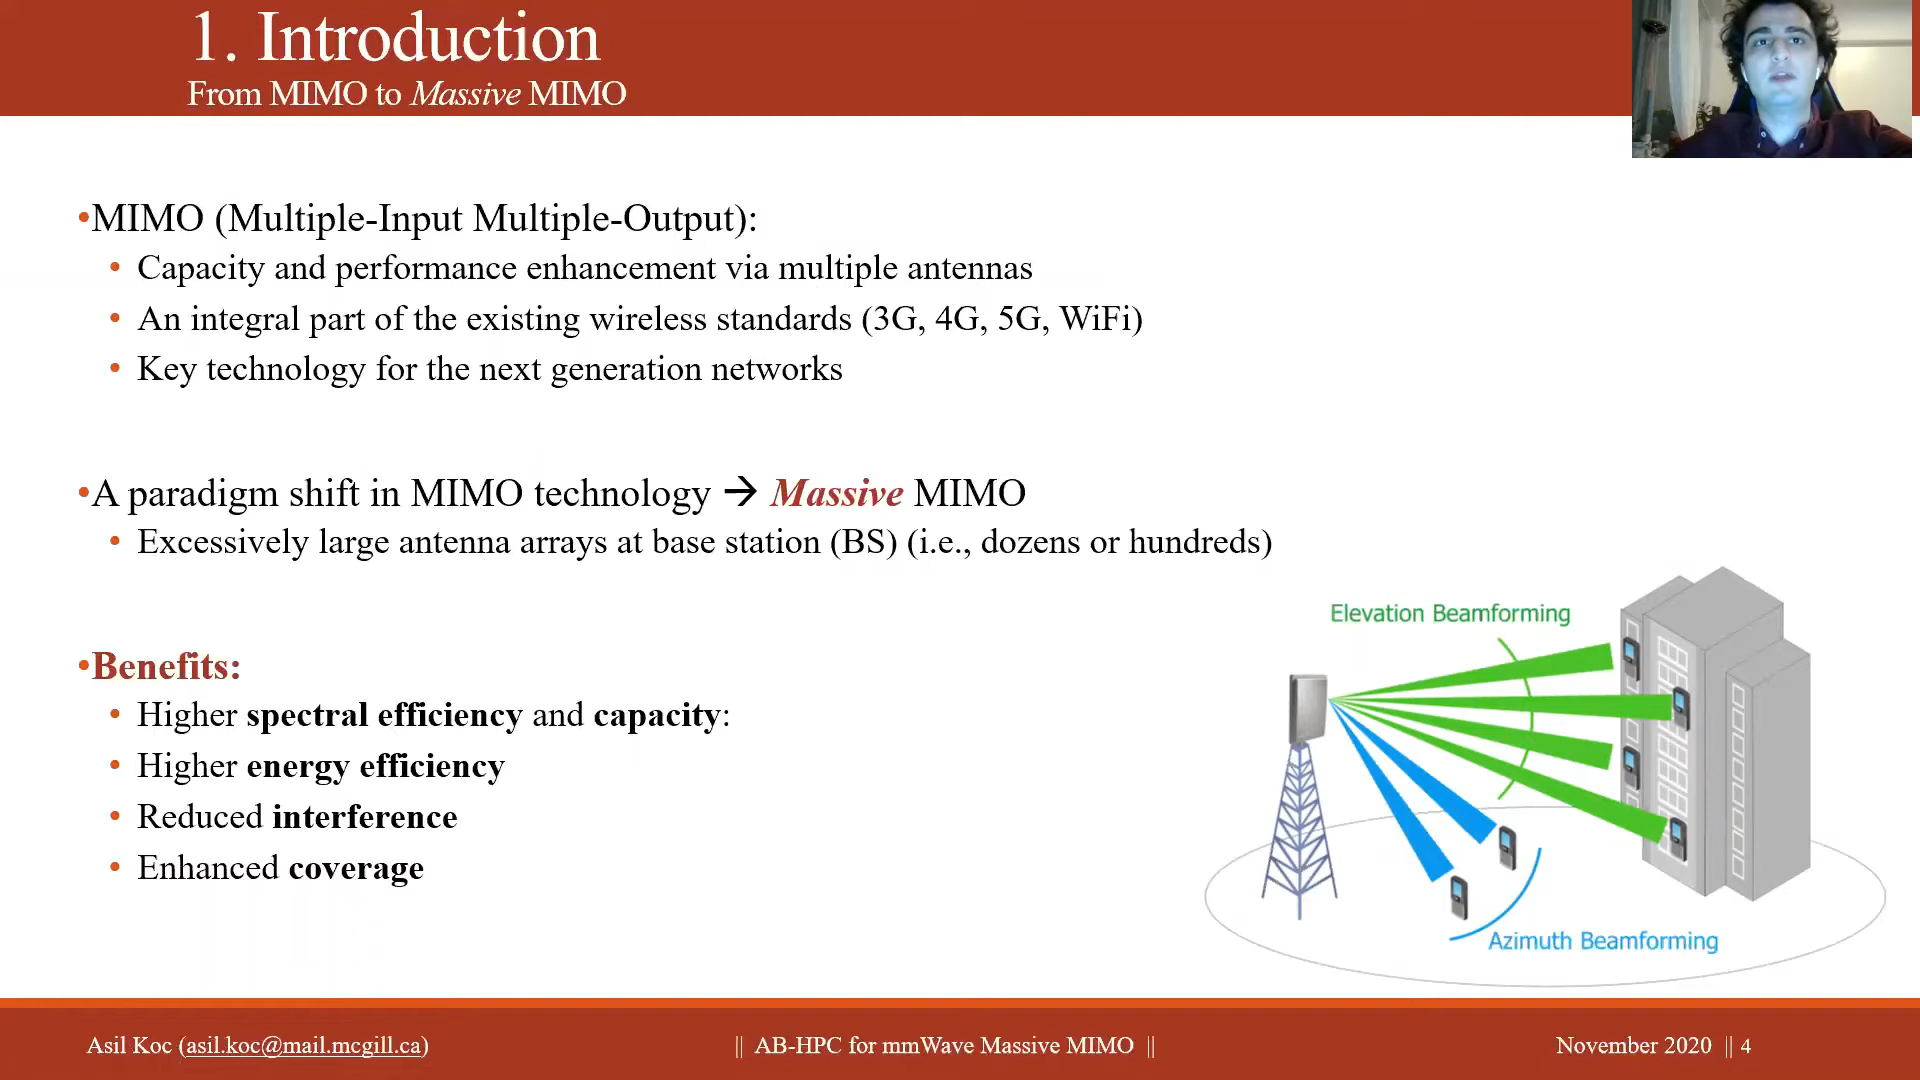 1. Introduction
From MIMO to Massive MIMO
•MIMO (Multiple-Input Multiple-Output):
• Capacity and performance enhancement via multiple antennas
• An integral part of the existing wireless standards (3G, 4G, 5G, WiFi)
• Key technology for the next generation networks
•A paradigm shift in MIMO technology → Massive MIMO
• Excessively large antenna arrays at base station (BS) (i.e., dozens or hundreds)
•Benefits:
• Higher spectral efficiency and capacity:
• Higher energy efficiency
• Reduced interference
• Enhanced coverage
Elevation Beamforming
Azimuth Beamforming
Asil Koc (asil.koc@mail.mcgill.ca)
|| AB-HPC for mmWave Massive MIMO ||
November 2020 || 4